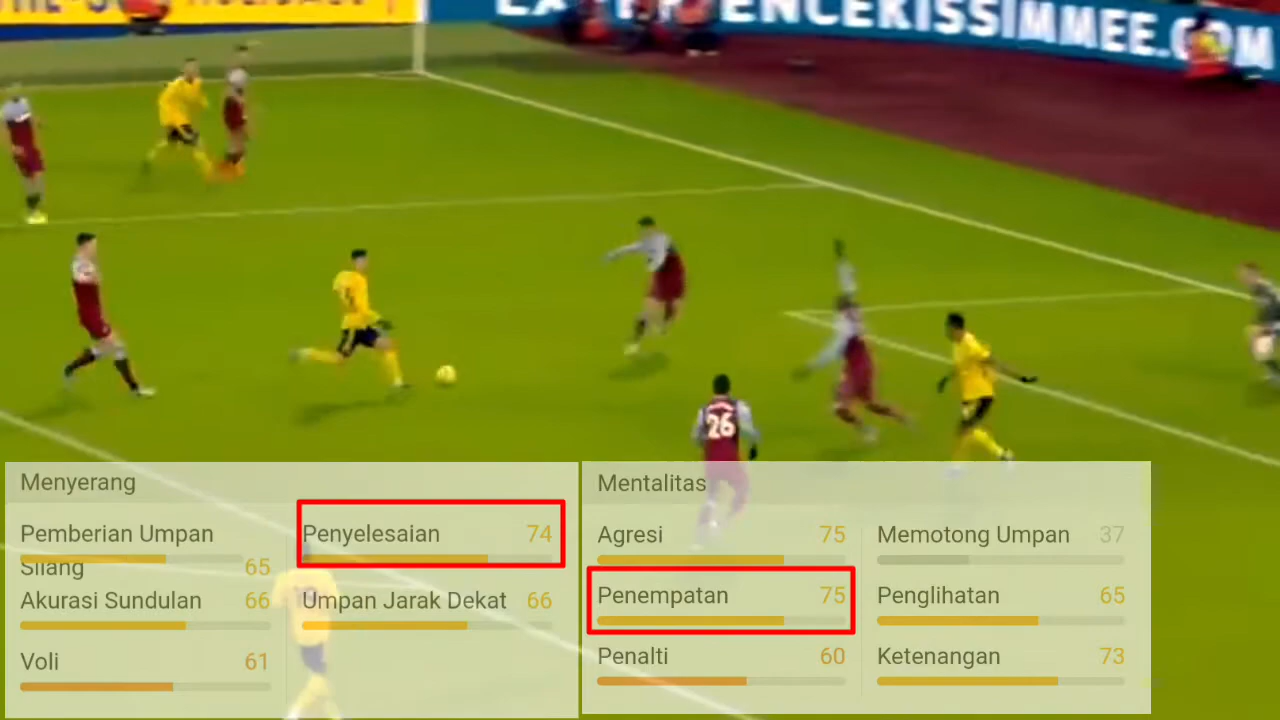 EXPERIENCEKISSIMMEE.COM
26
Menyerang
Pemberian Umpan
Silang 65
Penyelesaian 74
Akurasi Sundulan 66
Umpan Jarak Dekat 66
Voli 61
Mentalitas
Agresi 75
Memotong Umpan 37
Penempatan 75
Penglihatan 65
Penalti 60
Ketenangan 73